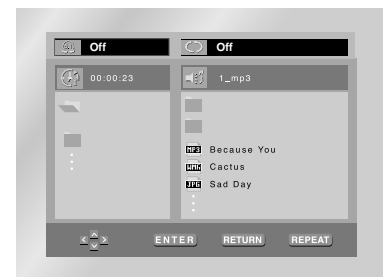 Off Off
00:00:23 1_mp3
MP3 Because You
WMA Cactus
JPG Sad Day
ENTER RETURN REPEAT